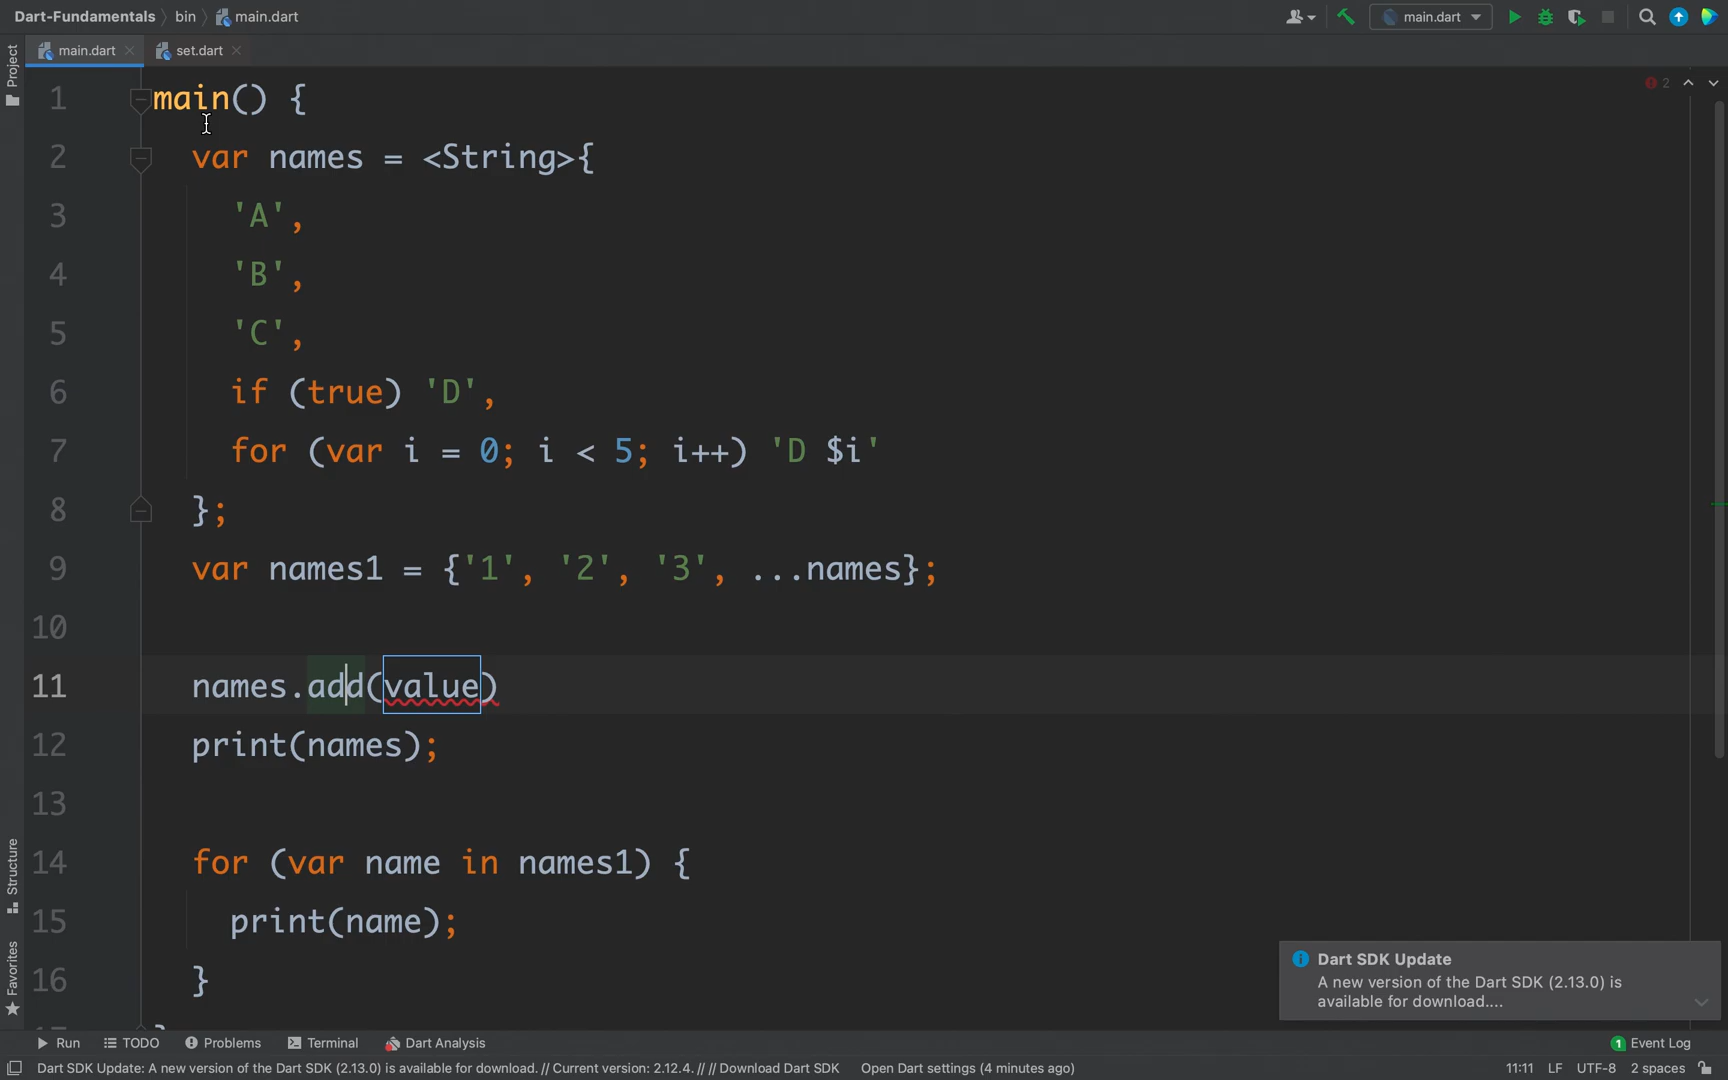 Dart-Fundamentals bin main.dart
main.dart
main.dart
set.dart
Project
2
1 main() {
2 var names = <String>{
3 'A',
4 'B',
5 'C',
6 if (true) 'D',
7 for (var i = 0; i < 5; i++) 'D $i'
8 };
9 var names1 = {'1', '2', '3', ...names};
10
11 names.add(value)
12 print(names);
13
14 for (var name in names1) {
15 print(name);
16 }
Structure
Favorites
Dart SDK Update
A new version of the Dart SDK (2.13.0) is
available for download....
Run TODO Problems Terminal Dart Analysis
1 Event Log
Dart SDK Update: A new version of the Dart SDK (2.13.0) is available for download. // Current version: 2.12.4. // // Download Dart SDK Open Dart settings (4 minutes ago)
11:11 LF UTF-8 2 spaces